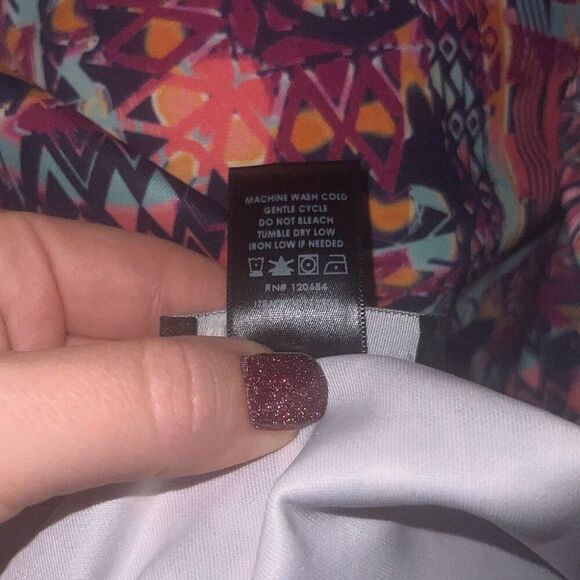 MACHINE WASH COLD
GENTLE CYCLE
DO NOT BLEACH
TUMBLE DRY LOW
IRON LOW IF NEEDED
RN# 120684